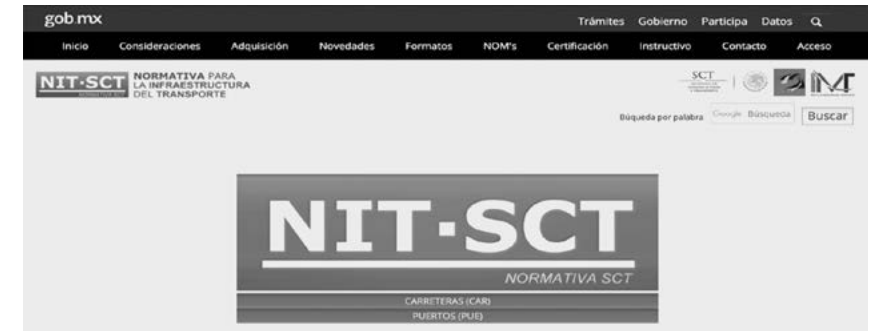 gob.mx
Trámites Gobierno Participa Datos
Inicio Consideraciones Adquisición Novedades Formatos NOM's Certificación Instructivo Contacto Acceso
NIT-SCT
NORMATIVA PARA
LA INFRAESTRUCTURA
DEL TRANSPORTE
SCT
IMT
Búqueda por palabra Google Búsqueda Buscar
NIT-SCT
NORMATIVA SCT
CARRETERAS (CAR)
PUERTOS (PUE)